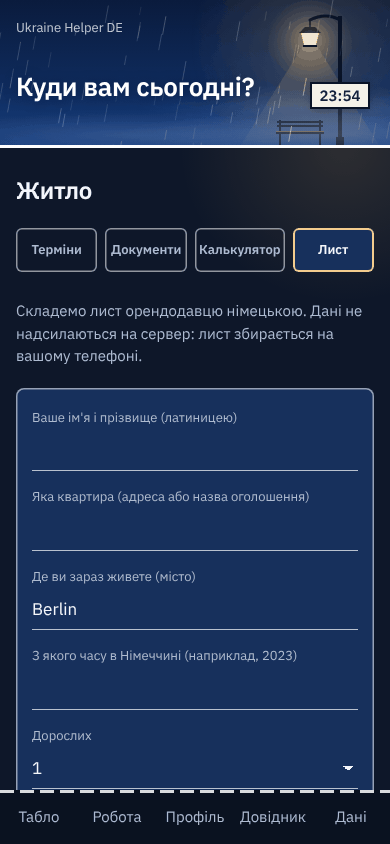 Ukraine Helper DE
Куди вам сьогодні?
23:54
Житло
Терміни
Документи
Калькулятор
Лист
Складемо лист орендодавцю німецькою. Дані не
надсилаються на сервер: лист збирається на
вашому телефоні.
Ваше ім'я і прізвище (латиницею)
Яка квартира (адреса або назва оголошення)
Де ви зараз живете (місто)
Berlin
З якого часу в Німеччині (наприклад, 2023)
Дорослих
1
Табло
Робота
Профіль
Довідник
Дані